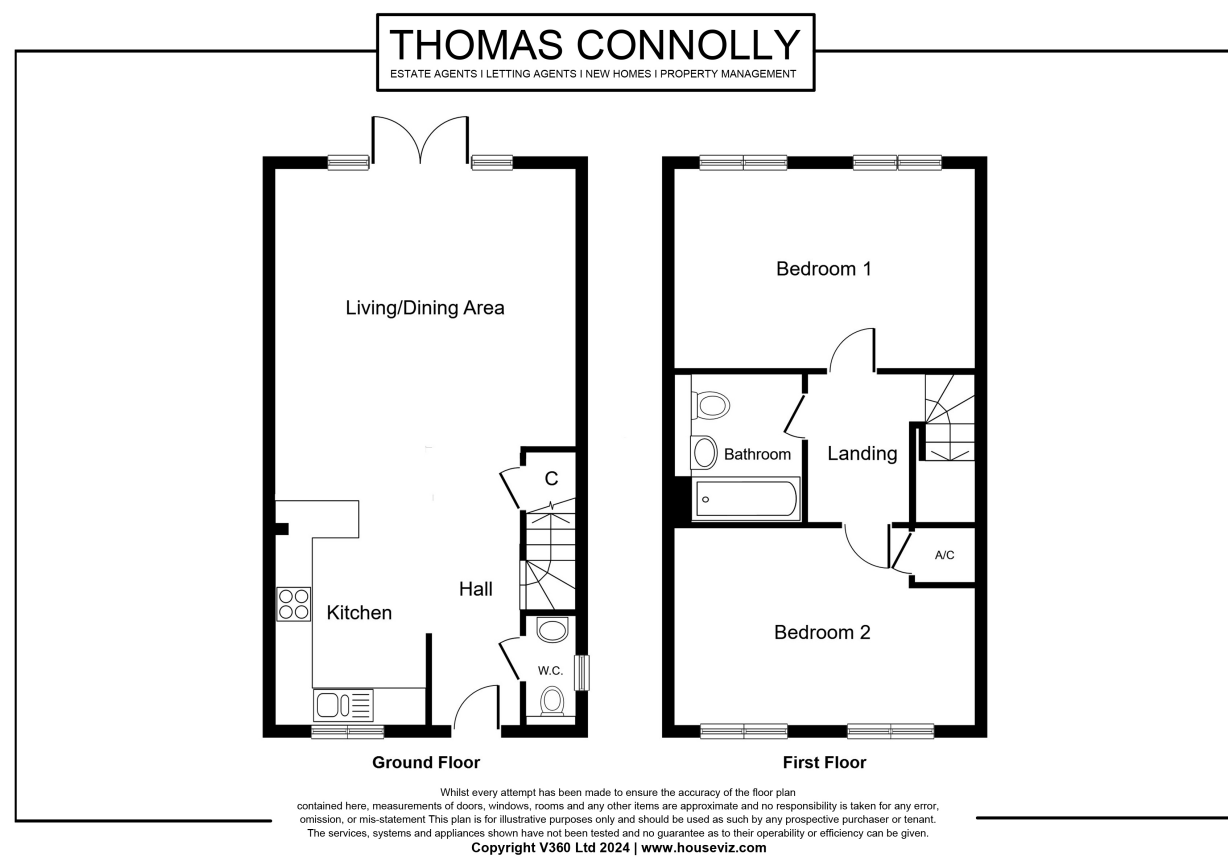 THOMAS CONNOLLY
ESTATE AGENTS I LETTING AGENTS I NEW HOMES I PROPERTY MANAGEMENT
Living/Dining Area
C
Hall
Kitchen
W.C.
Ground Floor
Bedroom 1
Bathroom
Landing
A/C
Bedroom 2
First Floor
Whilst every attempt has been made to ensure the accuracy of the floor plan
contained here, measurements of doors, windows, rooms and any other items are approximate and no responsibility is taken for any error,
omission, or mis-statement This plan is for illustrative purposes only and should be used as such by any prospective purchaser or tenant.
The services, systems and appliances shown have not been tested and no guarantee as to their operability or efficiency can be given.
Copyright V360 Ltd 2024 | www.houseviz.com